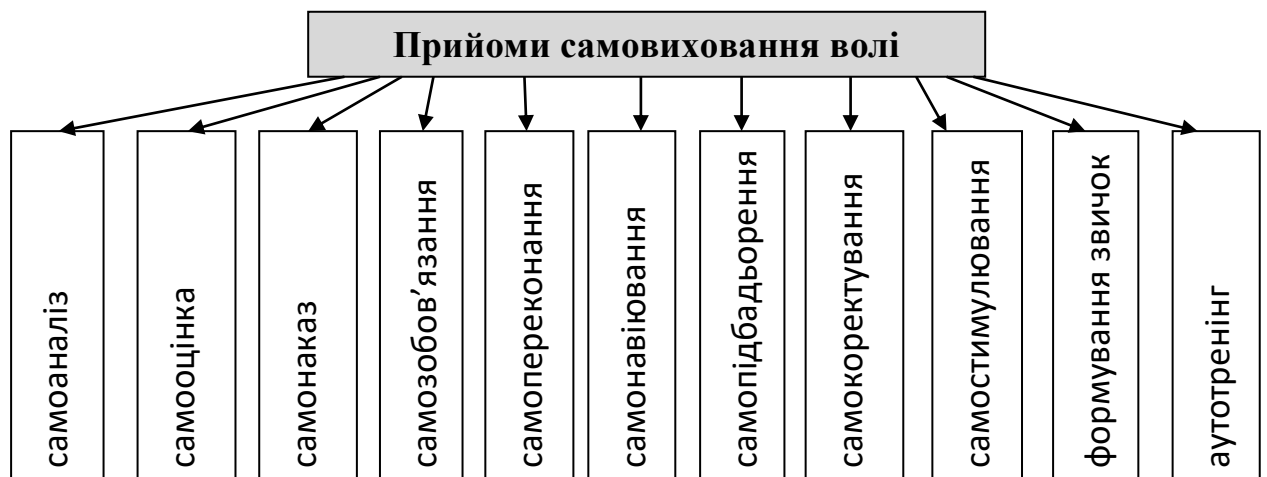 Прийоми самовиховання волі
самоаналіз
самооцінка
самонаказ
самозобов’язання
самопереконання
самонавіювання
самопідбадьорення
самокоректування
самостимулювання
формування звичок
аутотренінг